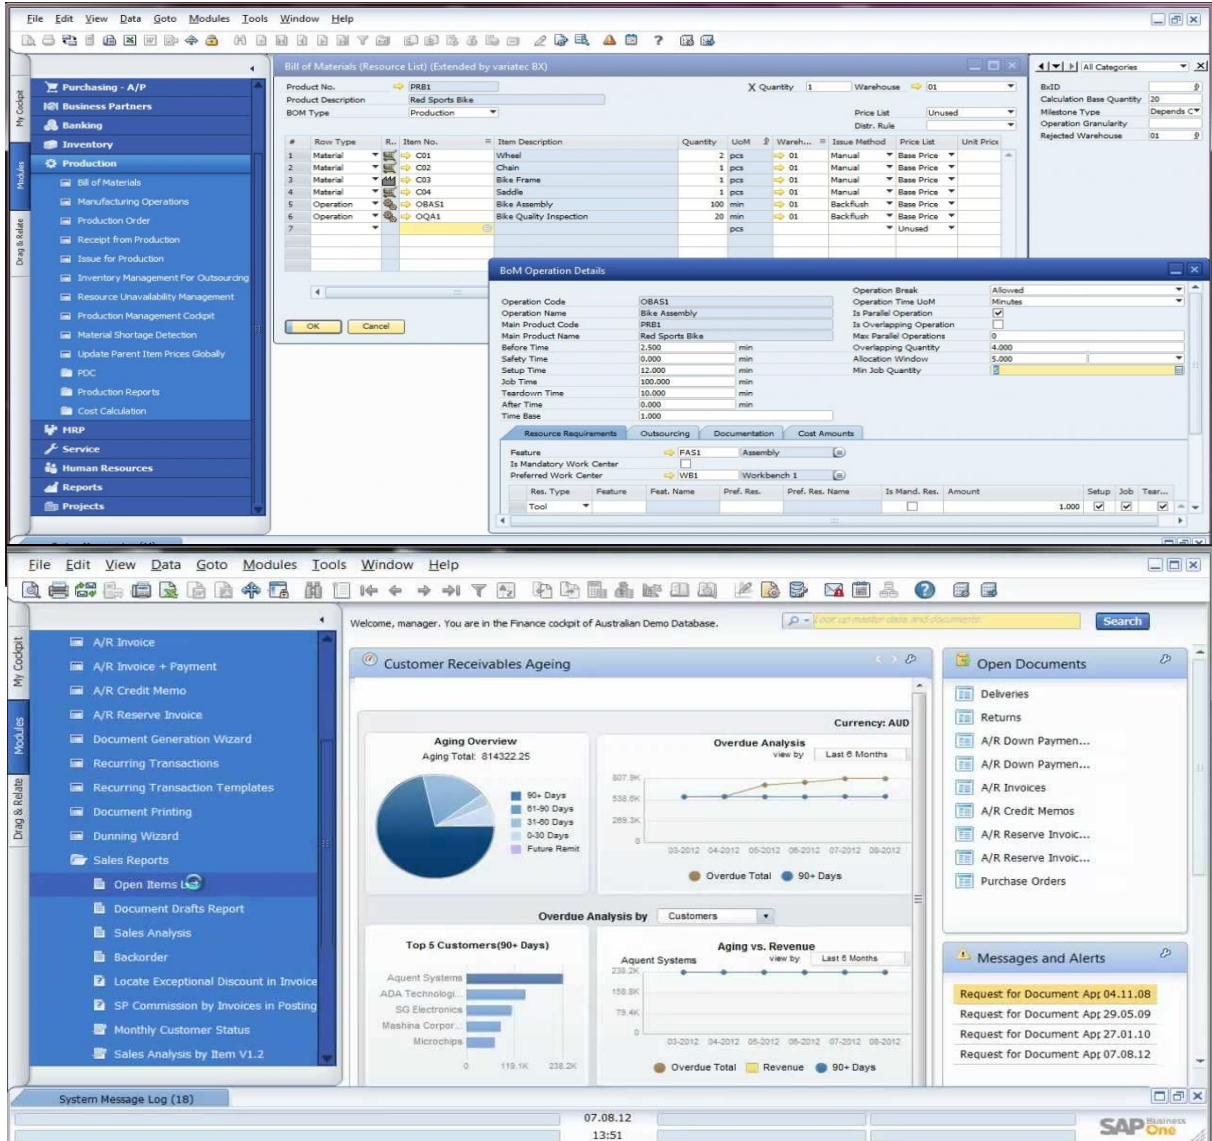 File Edit View Data Goto Modules Tools Window Help
Bill of Materials (Resource List) (Extended by variatec BX)
All Categories
My Cockpit
Modules
Drag & Relate
Purchasing - A/P
Business Partners
Banking
Inventory
Production
Bill of Materials
Manufacturing Operations
Production Order
Receipt from Production
Issue for Production
Inventory Management For Outsourcing
Resource Unavailability Management
Production Management Cockpit
Material Shortage Detection
Update Parent Item Prices Globally
PDC
Production Reports
Cost Calculation
MRP
Service
Human Resources
Reports
Projects
Product No. PRB1 X Quantity 1 Warehouse 01
Product Description Red Sports Bike
BOM Type Production Price List Unused
Distr. Rule
# Row Type R.. Item No. Item Description Quantity UoM Wareh... Issue Method Price List Unit Price
1 Material C01 Wheel 2 pcs 01 Manual Base Price
2 Material C02 Chain 1 pcs 01 Manual Base Price
3 Material C03 Bike Frame 1 pcs 01 Manual Base Price
4 Material C04 Saddle 1 pcs 01 Manual Base Price
5 Operation OBAS1 Bike Assembly 100 min 01 Backflush Base Price
6 Operation OQA1 Bike Quality Inspection 20 min 01 Backflush Base Price
7 pcs Unused
OK Cancel
BxID
Calculation Base Quantity 20
Milestone Type Depends C
Operation Granularity
Rejected Warehouse 01
BoM Operation Details
Operation Code OBAS1
Operation Name Bike Assembly
Main Product Code PRB1
Main Product Name Red Sports Bike
Before Time 2.500 min
Safety Time 0.000 min
Setup Time 12.000 min
Job Time 100.000 min
Teardown Time 10.000 min
After Time 0.000 min
Time Base 1.000
Operation Break Allowed
Operation Time UoM Minutes
Is Parallel Operation
Is Overlapping Operation
Max Parallel Operations 0
Overlapping Quantity 4.000
Allocation Window 5.000
Min Job Quantity 5
Resource Requirements Outsourcing Documentation Cost Amounts
Feature FAS1 Assembly
Is Mandatory Work Center
Preferred Work Center WB1 Workbench 1
Res. Type Feature Feat. Name Pref. Res. Pref. Res. Name Is Mand. Res. Amount Setup Job Tear...
Tool 1.000
File Edit View Data Goto Modules Tools Window Help
My Cockpit
Modules
Drag & Relate
A/R Invoice
A/R Invoice + Payment
A/R Credit Memo
A/R Reserve Invoice
Document Generation Wizard
Recurring Transactions
Recurring Transaction Templates
Document Printing
Dunning Wizard
Sales Reports
Open Items
Document Drafts Report
Sales Analysis
Backorder
Locate Exceptional Discount in Invoice
SP Commission by Invoices in Posting
Monthly Customer Status
Sales Analysis by Item V1.2
Welcome, manager. You are in the Finance cockpit of Australian Demo Database.
Look up master data and documents
Search
Customer Receivables Ageing
Currency: AUD
Aging Overview
Aging Total: 814322.25
90+ Days
61-90 Days
31-60 Days
0-30 Days
Future Remit
Overdue Analysis
view by Last 6 Months
807.9K
538.6K
269.3K
0
03-2012 04-2012 05-2012 06-2012 07-2012 08-2012
Overdue Total 90+ Days
Overdue Analysis by Customers
Top 5 Customers(90+ Days)
Aquent Systems
ADA Technologi...
SG Electronics
Mashina Corpor...
Microchips
0 119.1K 238.2K
Aging vs. Revenue
Aquent Systems view by Last 6 Months
238.2K
158.8K
79.4K
0
03-2012 04-2012 05-2012 06-2012 07-2012 08-2012
Overdue Total Revenue 90+ Days
Open Documents
Deliveries
Returns
A/R Down Paymen...
A/R Down Paymen...
A/R Invoices
A/R Credit Memos
A/R Reserve Invoic...
A/R Reserve Invoic...
Purchase Orders
Messages and Alerts
Request for Document App 04.11.08
Request for Document App 29.05.09
Request for Document App 27.01.10
Request for Document App 07.08.12
System Message Log (18)
07.08.12
13:51
SAP Business One